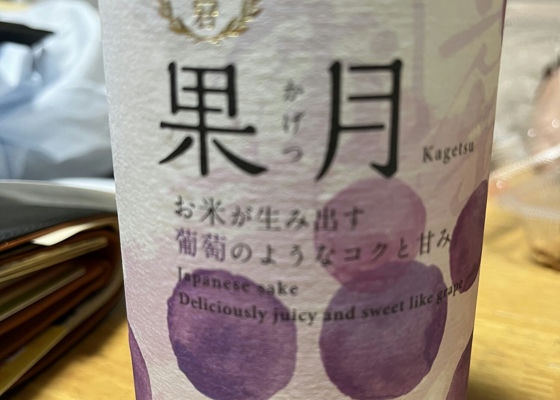 果月
かげつ
Kagetsu
お米が生み出す
葡萄のようなコクと甘み
Japanese sake
Deliciously juicy and sweet like grape